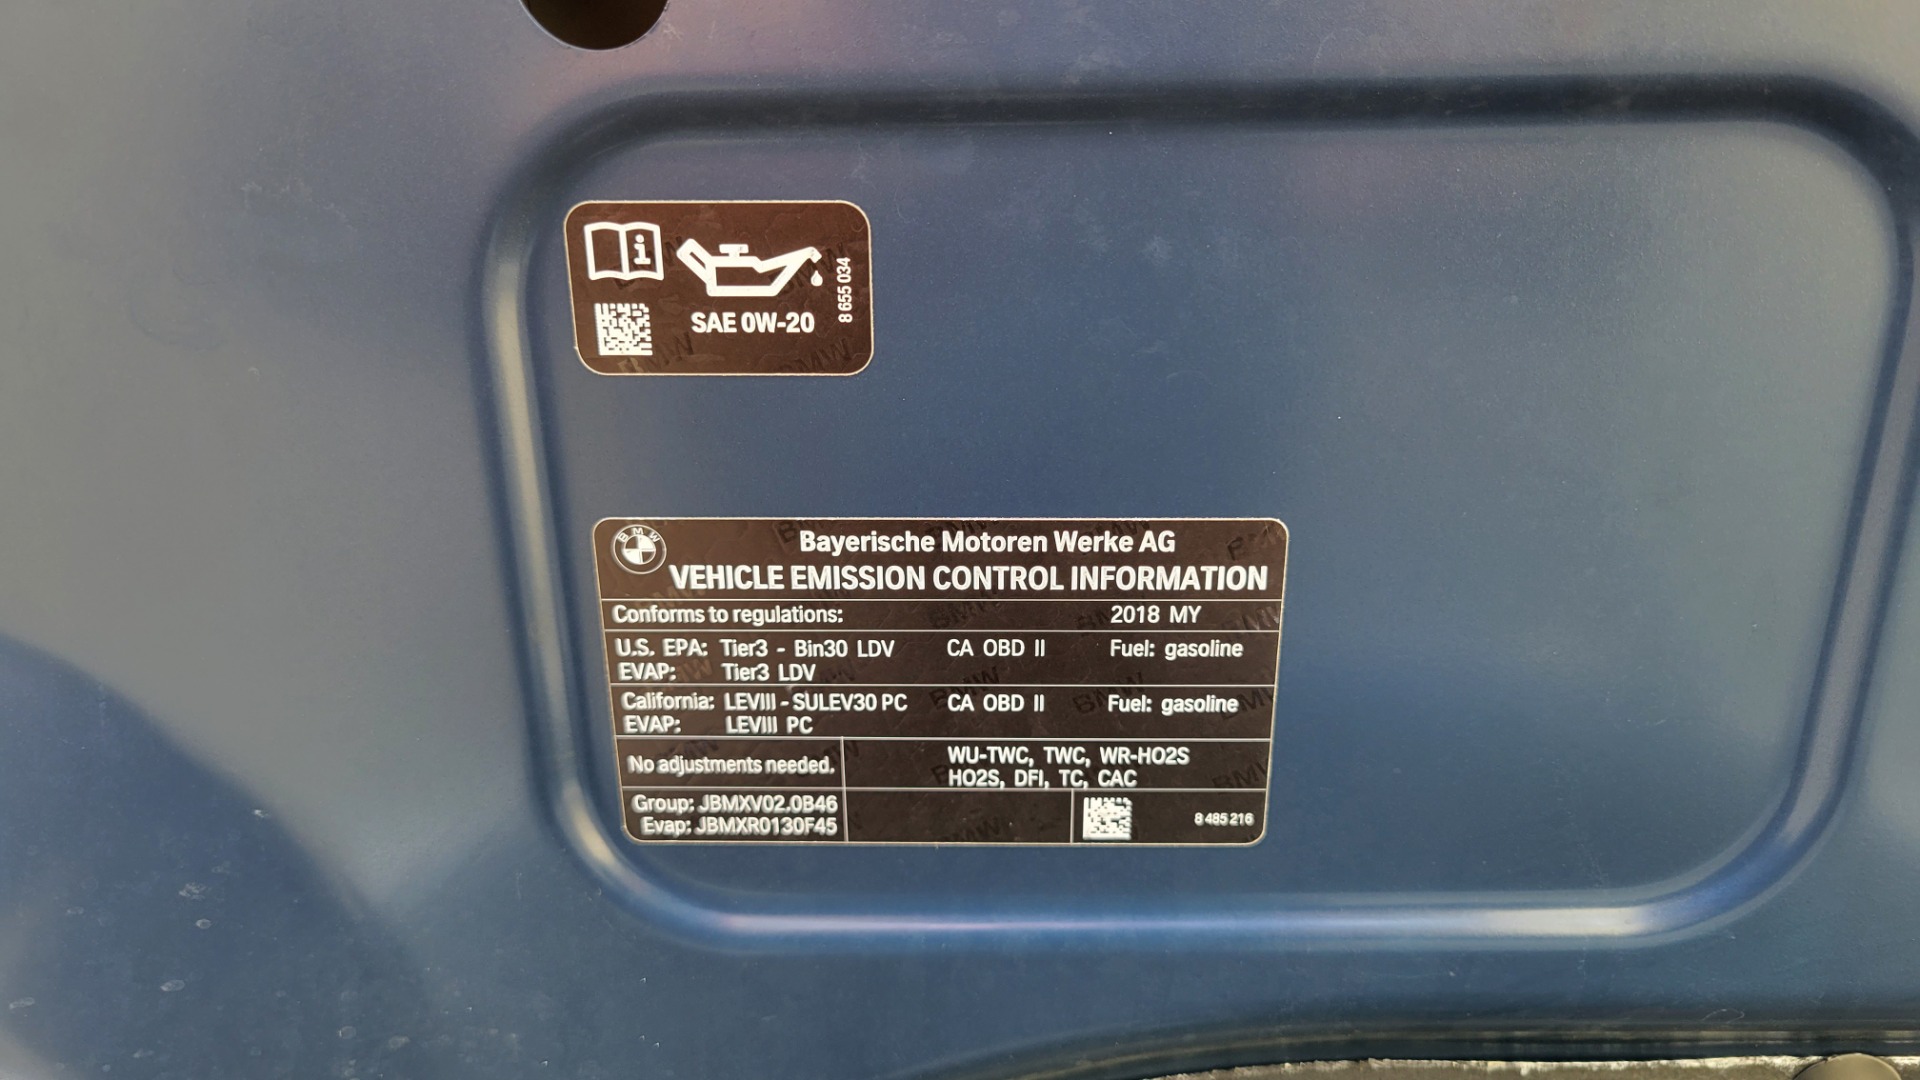 SAE 0W-20
8 655 034
BMW
Bayerische Motoren Werke AG
VEHICLE EMISSION CONTROL INFORMATION
Conforms to regulations: 2018 MY
U.S. EPA: Tier3 - Bin30 LDV CA OBD II Fuel: gasoline
EVAP: Tier3 LDV
California: LEVIII - SULEV30 PC CA OBD II Fuel: gasoline
EVAP: LEVIII PC
No adjustments needed.
WU-TWC, TWC, WR-HO2S
HO2S, DFI, TC, CAC
Group: JBMXV02.0B46
Evap: JBMXR0130F45
8 485 216